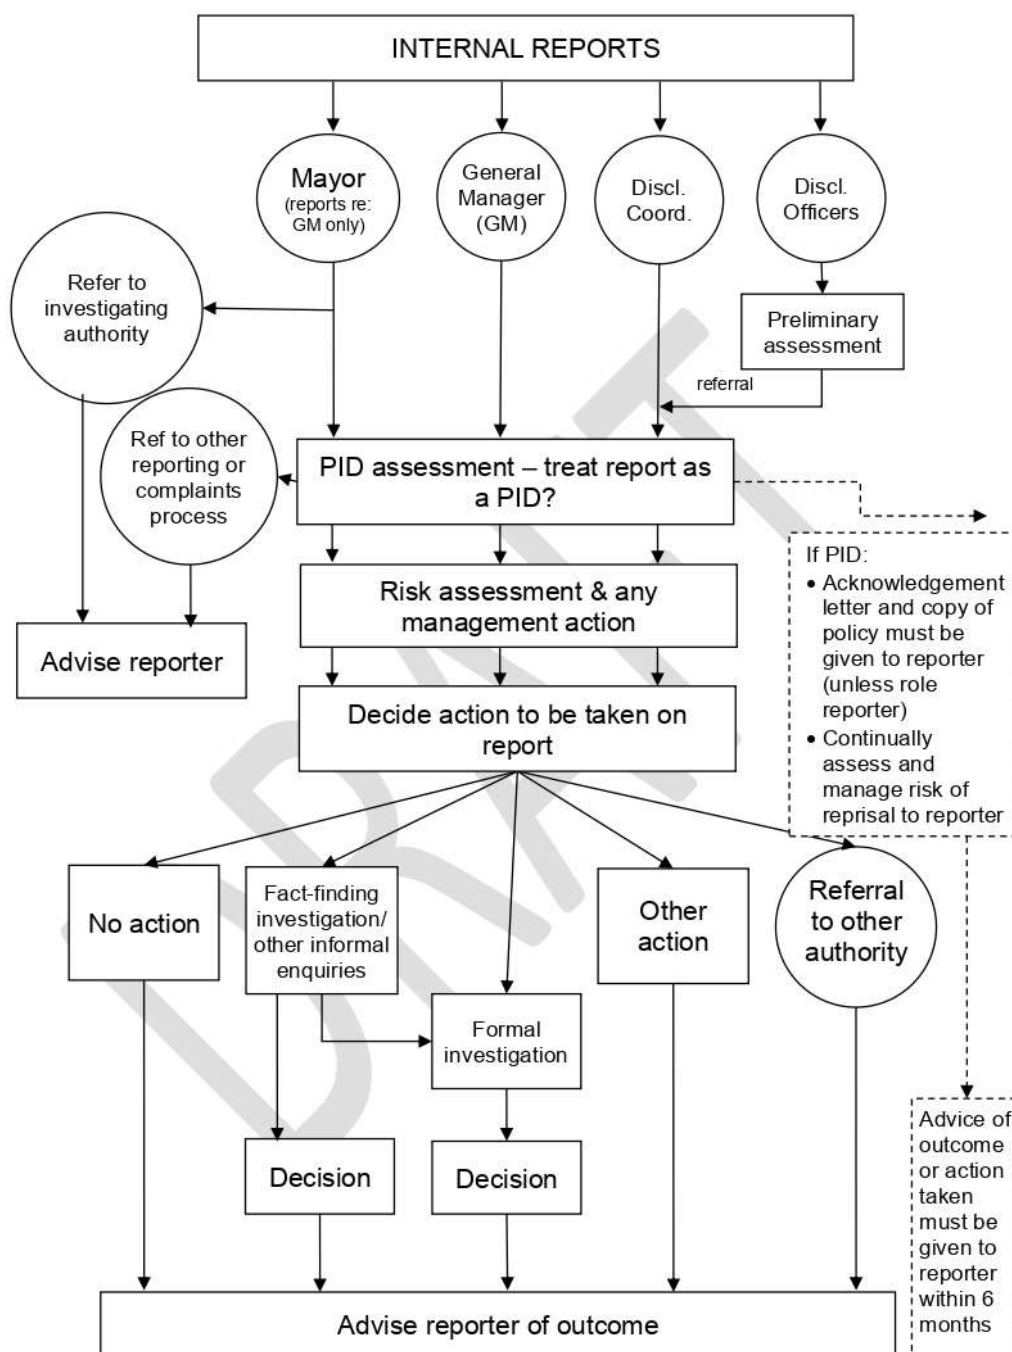 INTERNAL REPORTS
Mayor
(reports re:
GM only)
General
Manager
(GM)
Discl.
Coord.
Discl.
Officers
Refer to
investigating
authority
Preliminary
assessment
referral
Ref to other
reporting or
complaints
process
PID assessment – treat report as
a PID?
If PID:
• Acknowledgement
letter and copy of
policy must be
given to reporter
(unless role
reporter)
• Continually
assess and
manage risk of
reprisal to reporter
Risk assessment & any
management action
Advise reporter
Decide action to be taken on
report
No action
Fact-finding
investigation/
other informal
enquiries
Formal
investigation
Other
action
Referral
to other
authority
Decision
Decision
Advice of
outcome
or action
taken
must be
given to
reporter
within 6
months
Advise reporter of outcome
DRAFT